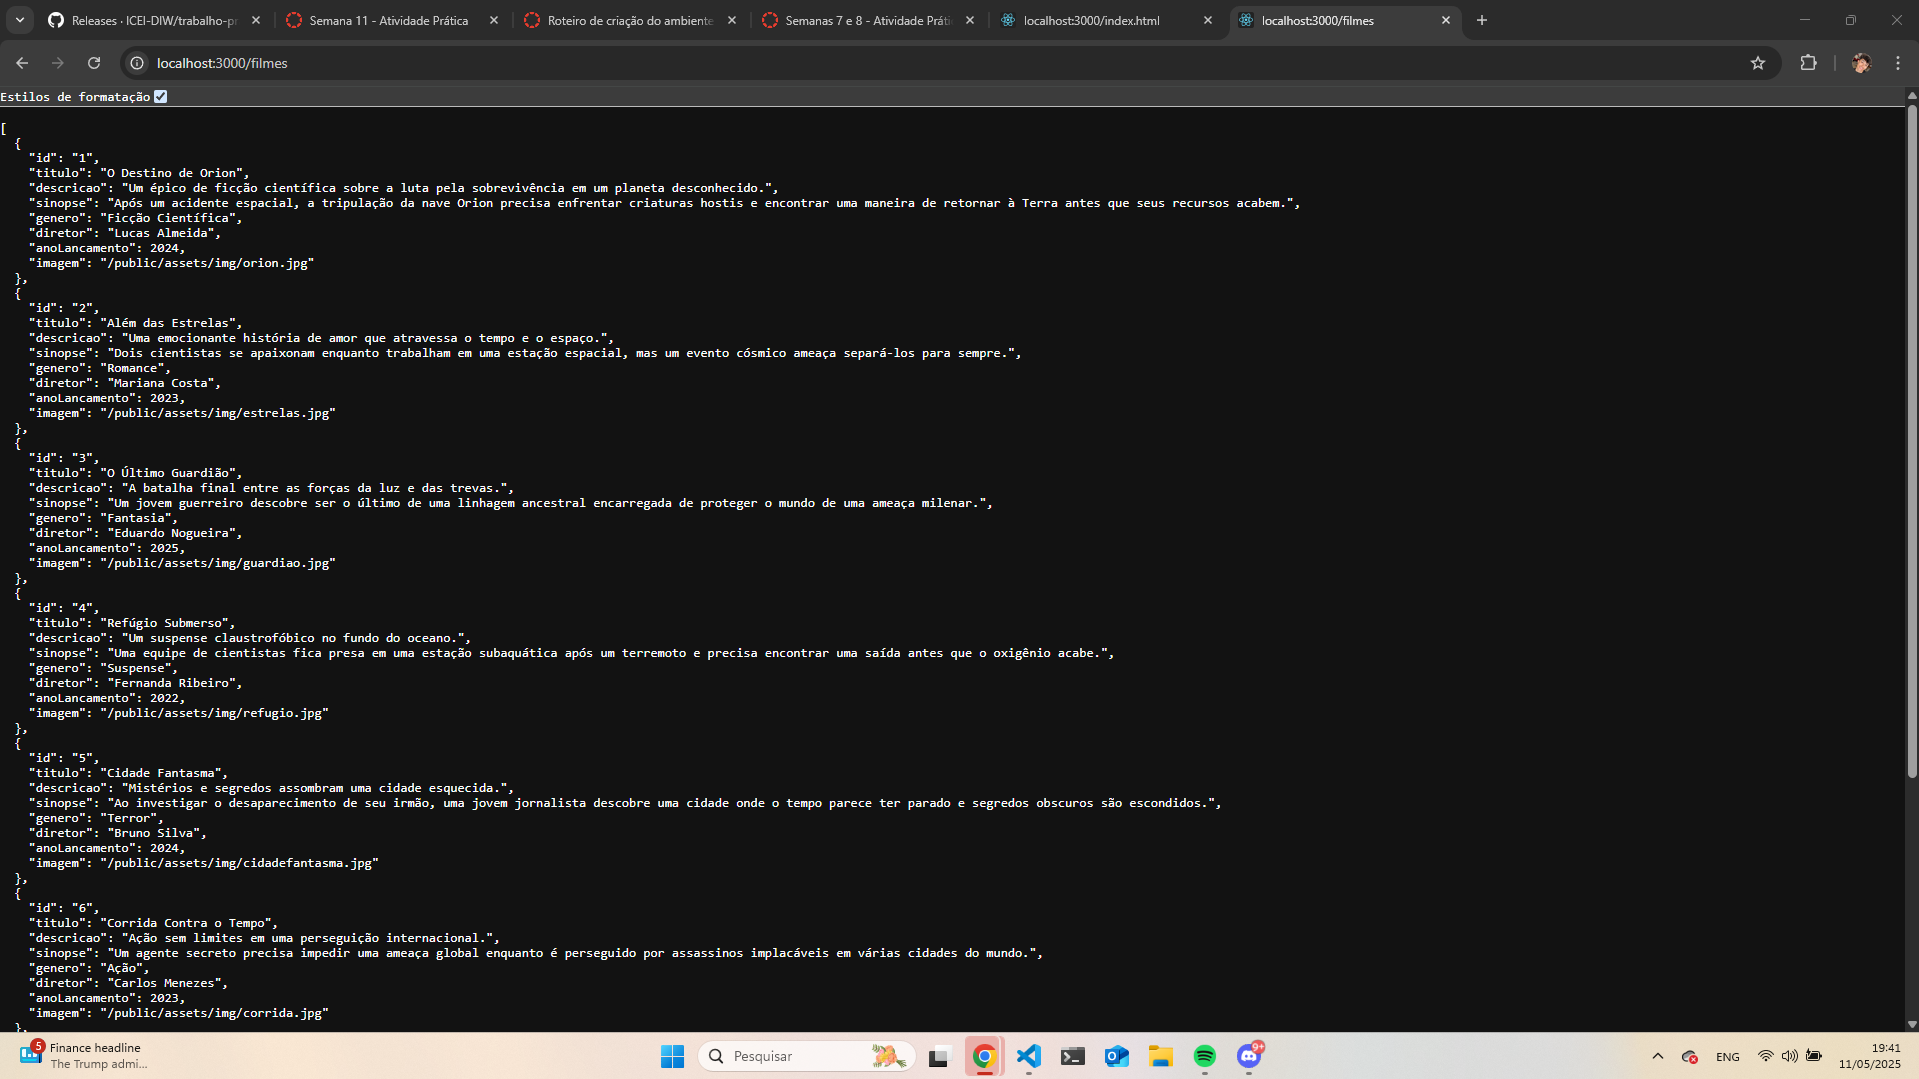 Releases · ICEI-DIW/trabalho-pr
Semana 11 - Atividade Prática
Roteiro de criação do ambiente
Semanas 7 e 8 - Atividade Práti
localhost:3000/index.html
localhost:3000/filmes
localhost:3000/filmes
Estilos de formatação
[
{
"id": "1",
"titulo": "O Destino de Orion",
"descricao": "Um épico de ficção científica sobre a luta pela sobrevivência em um planeta desconhecido.",
"sinopse": "Após um acidente espacial, a tripulação da nave Orion precisa enfrentar criaturas hostis e encontrar uma maneira de retornar à Terra antes que seus recursos acabem.",
"genero": "Ficção Científica",
"diretor": "Lucas Almeida",
"anoLancamento": 2024,
"imagem": "/public/assets/img/orion.jpg"
},
{
"id": "2",
"titulo": "Além das Estrelas",
"descricao": "Uma emocionante história de amor que atravessa o tempo e o espaço.",
"sinopse": "Dois cientistas se apaixonam enquanto trabalham em uma estação espacial, mas um evento cósmico ameaça separá-los para sempre.",
"genero": "Romance",
"diretor": "Mariana Costa",
"anoLancamento": 2023,
"imagem": "/public/assets/img/estrelas.jpg"
},
{
"id": "3",
"titulo": "O Último Guardião",
"descricao": "A batalha final entre as forças da luz e das trevas.",
"sinopse": "Um jovem guerreiro descobre ser o último de uma linhagem ancestral encarregada de proteger o mundo de uma ameaça milenar.",
"genero": "Fantasia",
"diretor": "Eduardo Nogueira",
"anoLancamento": 2025,
"imagem": "/public/assets/img/guardiao.jpg"
},
{
"id": "4",
"titulo": "Refúgio Submerso",
"descricao": "Um suspense claustrofóbico no fundo do oceano.",
"sinopse": "Uma equipe de cientistas fica presa em uma estação subaquática após um terremoto e precisa encontrar uma saída antes que o oxigênio acabe.",
"genero": "Suspense",
"diretor": "Fernanda Ribeiro",
"anoLancamento": 2022,
"imagem": "/public/assets/img/refugio.jpg"
},
{
"id": "5",
"titulo": "Cidade Fantasma",
"descricao": "Mistérios e segredos assombram uma cidade esquecida.",
"sinopse": "Ao investigar o desaparecimento de seu irmão, uma jovem jornalista descobre uma cidade onde o tempo parece ter parado e segredos obscuros são escondidos.",
"genero": "Terror",
"diretor": "Bruno Silva",
"anoLancamento": 2024,
"imagem": "/public/assets/img/cidadefantasma.jpg"
},
{
"id": "6",
"titulo": "Corrida Contra o Tempo",
"descricao": "Ação sem limites em uma perseguição internacional.",
"sinopse": "Um agente secreto precisa impedir uma ameaça global enquanto é perseguido por assassinos implacáveis em várias cidades do mundo.",
"genero": "Ação",
"diretor": "Carlos Menezes",
"anoLancamento": 2023,
"imagem": "/public/assets/img/corrida.jpg"
},
5
Finance headline
The Trump admi...
Pesquisar
9+
ENG
19:41
11/05/2025